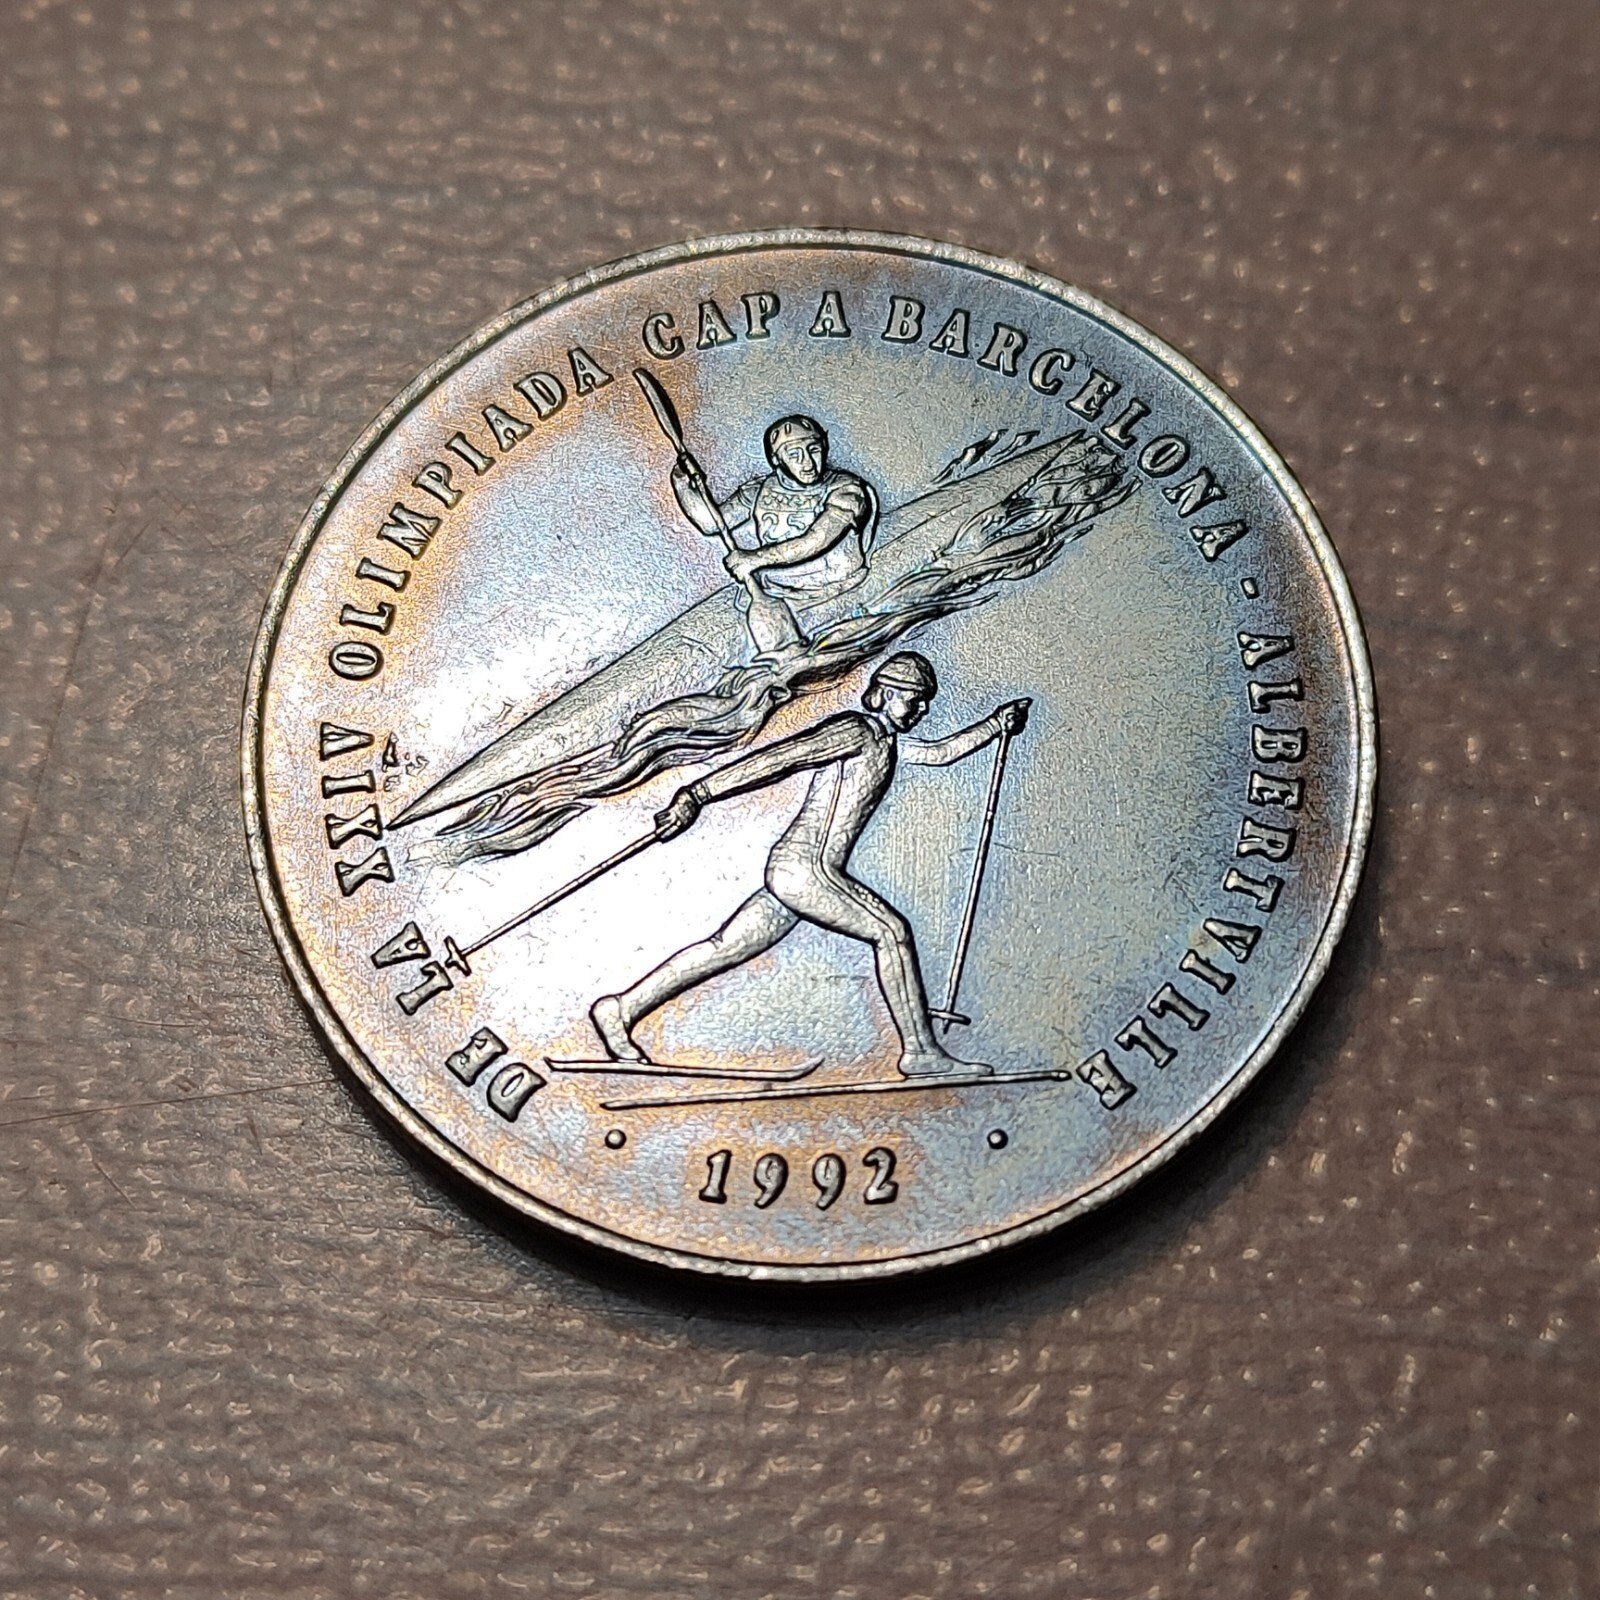 DE LA XXIV OLIMPIADA CAP A BARCELONA - ALBERTVILLE
· 1992 ·